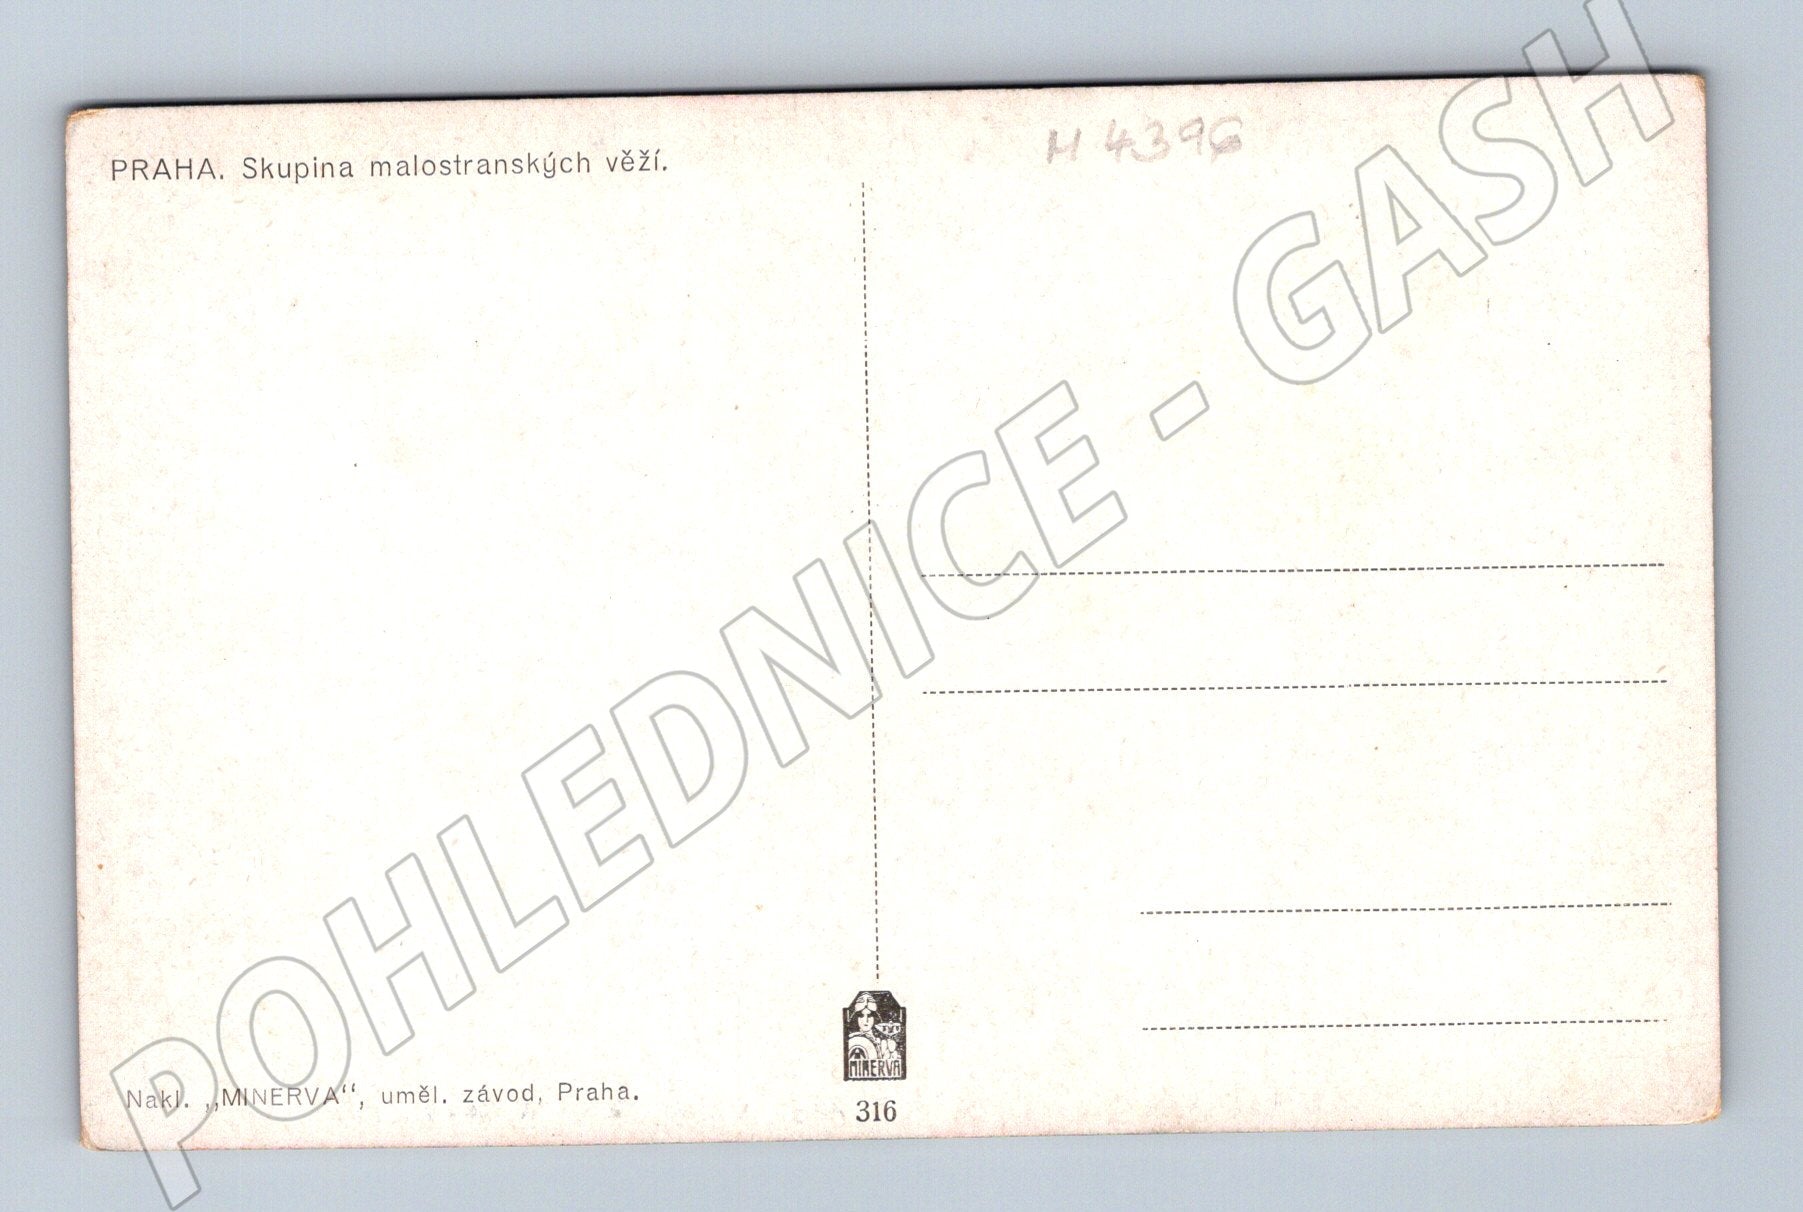 PRAHA. Skupina malostranských věží.
H 4396
POHLEDNICE - GASH
MINERVA
Nakl. „MINERVA“, uměl. závod, Praha.
316